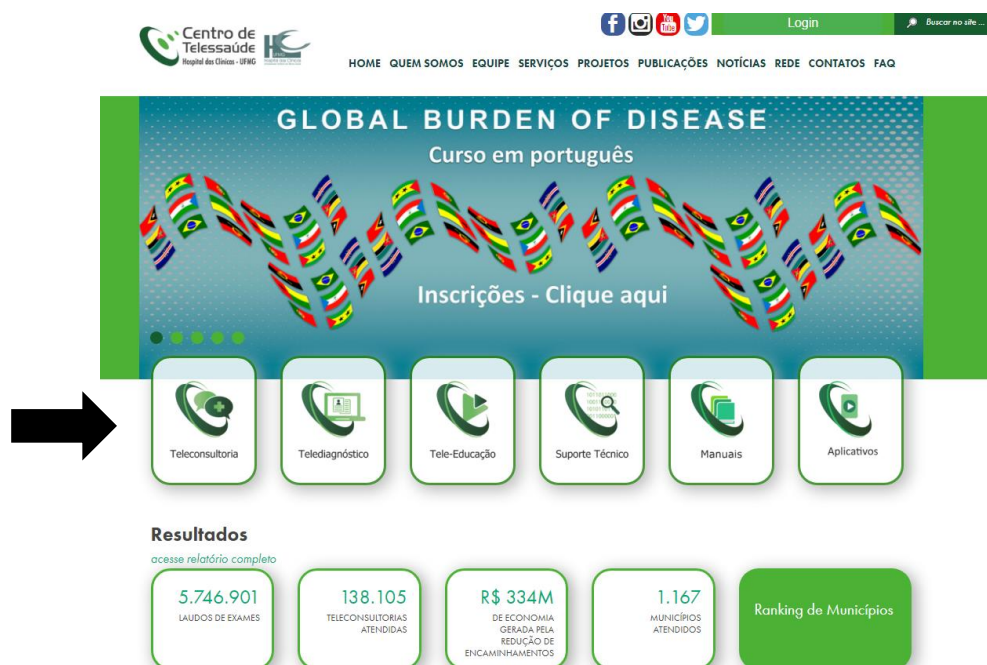 Centro de
Telessaúde
Hospital das Clínicas - UFMG
HC
You
Tube
Login
Buscar no site ...
HOME QUEM SOMOS EQUIPE SERVIÇOS PROJETOS PUBLICAÇÕES NOTÍCIAS REDE CONTATOS FAQ
GLOBAL BURDEN OF DISEASE
Curso em português
Inscrições - Clique aqui
Teleconsultoria
Telediagnóstico
Tele-Educação
Suporte Técnico
Manuais
Aplicativos
Resultados
acesse relatório completo
5.746.901
LAUDOS DE EXAMES
138.105
TELECONSULTORIAS
ATENDIDAS
R$ 334M
DE ECONOMIA
GERADA PELA
REDUÇÃO DE
ENCAMINHAMENTOS
1.167
MUNICÍPIOS
ATENDIDOS
Ranking de Municípios